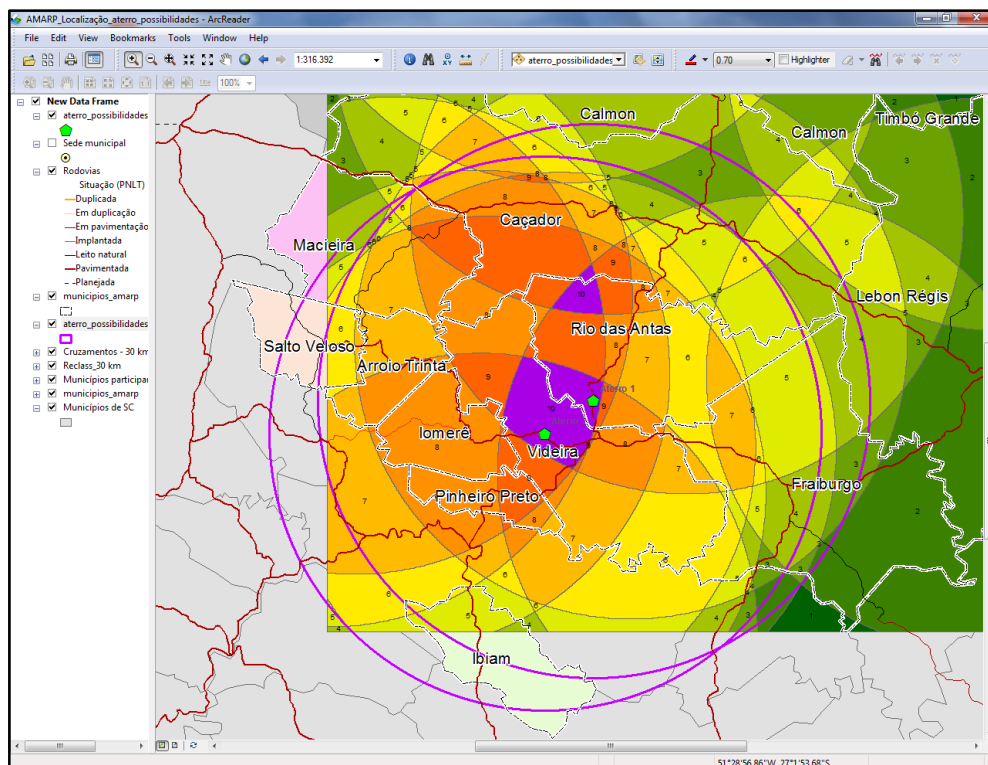 AMARP_Localização_aterro_possibilidades - ArcReader
File Edit View Bookmarks Tools Window Help
1:316.392
aterro_possibilidades
0.70
Highlighter
100%
New Data Frame
aterro_possibilidades
Sede municipal
Rodovias
Situação (PNLT)
Duplicada
Em duplicação
Em pavimentação
Implantada
Leito natural
Pavimentada
Planejada
municipios_amarp
aterro_possibilidades
Cruzamentos - 30 km
Reclass_30 km
Municípios participan
municipios_amarp
Municípios de SC
Calmon
Calmon
Timbó Grande
Caçador
Macieira
Lebon Régis
Rio das Antas
Salto Veloso
Arroio Trinta
Aterro 1
Iomerê
Videira
Fraiburgo
Pinheiro Preto
Ibiam
51°28'56,86"W 27°1'53,68"S